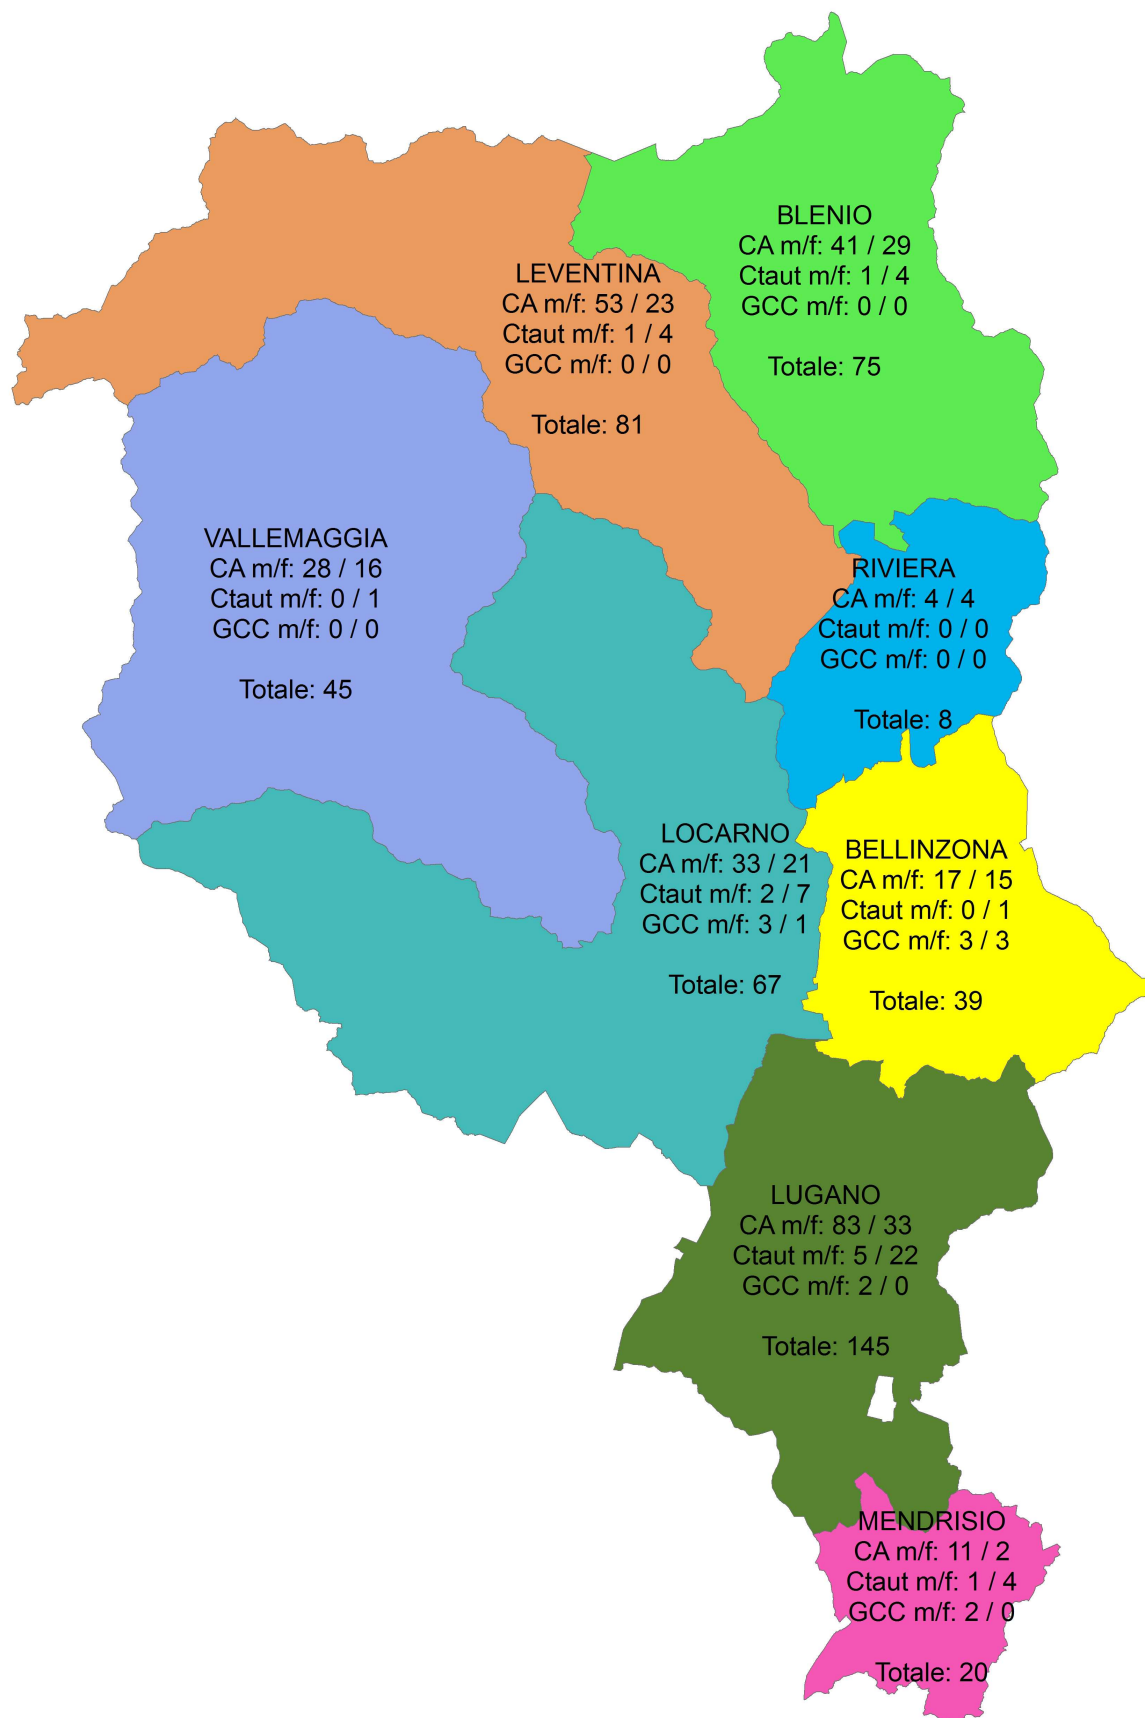 BLENIO
CA m/f: 41 / 29
Ctaut m/f: 1 / 4
GCC m/f: 0 / 0
Totale: 75
LEVENTINA
CA m/f: 53 / 23
Ctaut m/f: 1 / 4
GCC m/f: 0 / 0
Totale: 81
VALLEMAGGIA
CA m/f: 28 / 16
Ctaut m/f: 0 / 1
GCC m/f: 0 / 0
Totale: 45
RIVIERA
CA m/f: 4 / 4
Ctaut m/f: 0 / 0
GCC m/f: 0 / 0
Totale: 8
LOCARNO
CA m/f: 33 / 21
Ctaut m/f: 2 / 7
GCC m/f: 3 / 1
Totale: 67
BELLINZONA
CA m/f: 17 / 15
Ctaut m/f: 0 / 1
GCC m/f: 3 / 3
Totale: 39
LUGANO
CA m/f: 83 / 33
Ctaut m/f: 5 / 22
GCC m/f: 2 / 0
Totale: 145
MENDRISIO
CA m/f: 11 / 2
Ctaut m/f: 1 / 4
GCC m/f: 2 / 0
Totale: 20